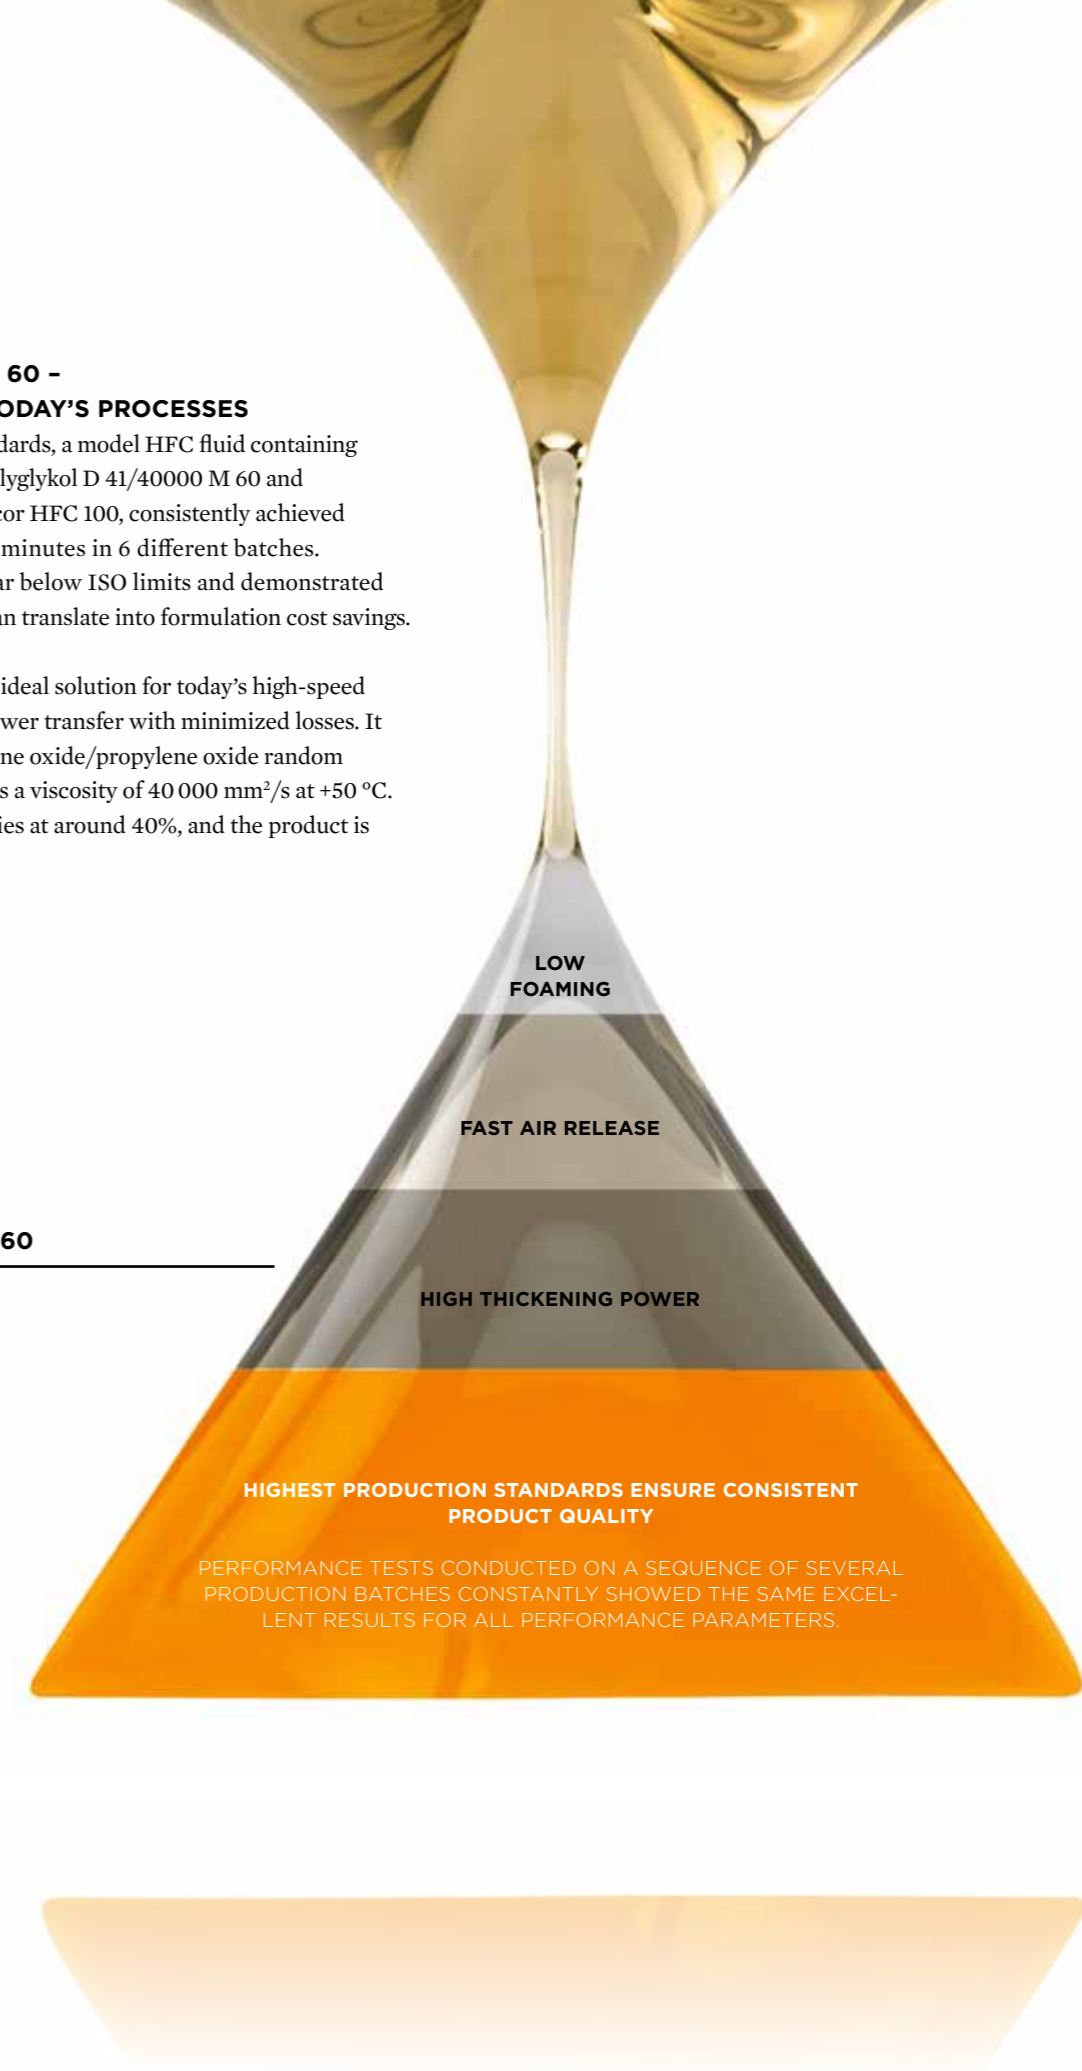 60 –
ODAY’S PROCESSES
dards, a model HFC fluid containing
lyglykol D 41/40000 M 60 and
cor HFC 100, consistently achieved
minutes in 6 different batches.
ar below ISO limits and demonstrated
an translate into formulation cost savings.
ideal solution for today’s high-speed
wer transfer with minimized losses. It
ne oxide/propylene oxide random
s a viscosity of 40 000 mm²/s at +50 °C.
ies at around 40%, and the product is
LOW
FOAMING
FAST AIR RELEASE
60
HIGH THICKENING POWER
HIGHEST PRODUCTION STANDARDS ENSURE CONSISTENT
PRODUCT QUALITY
PERFORMANCE TESTS CONDUCTED ON A SEQUENCE OF SEVERAL
PRODUCTION BATCHES CONSTANTLY SHOWED THE SAME EXCEL-
LENT RESULTS FOR ALL PERFORMANCE PARAMETERS.